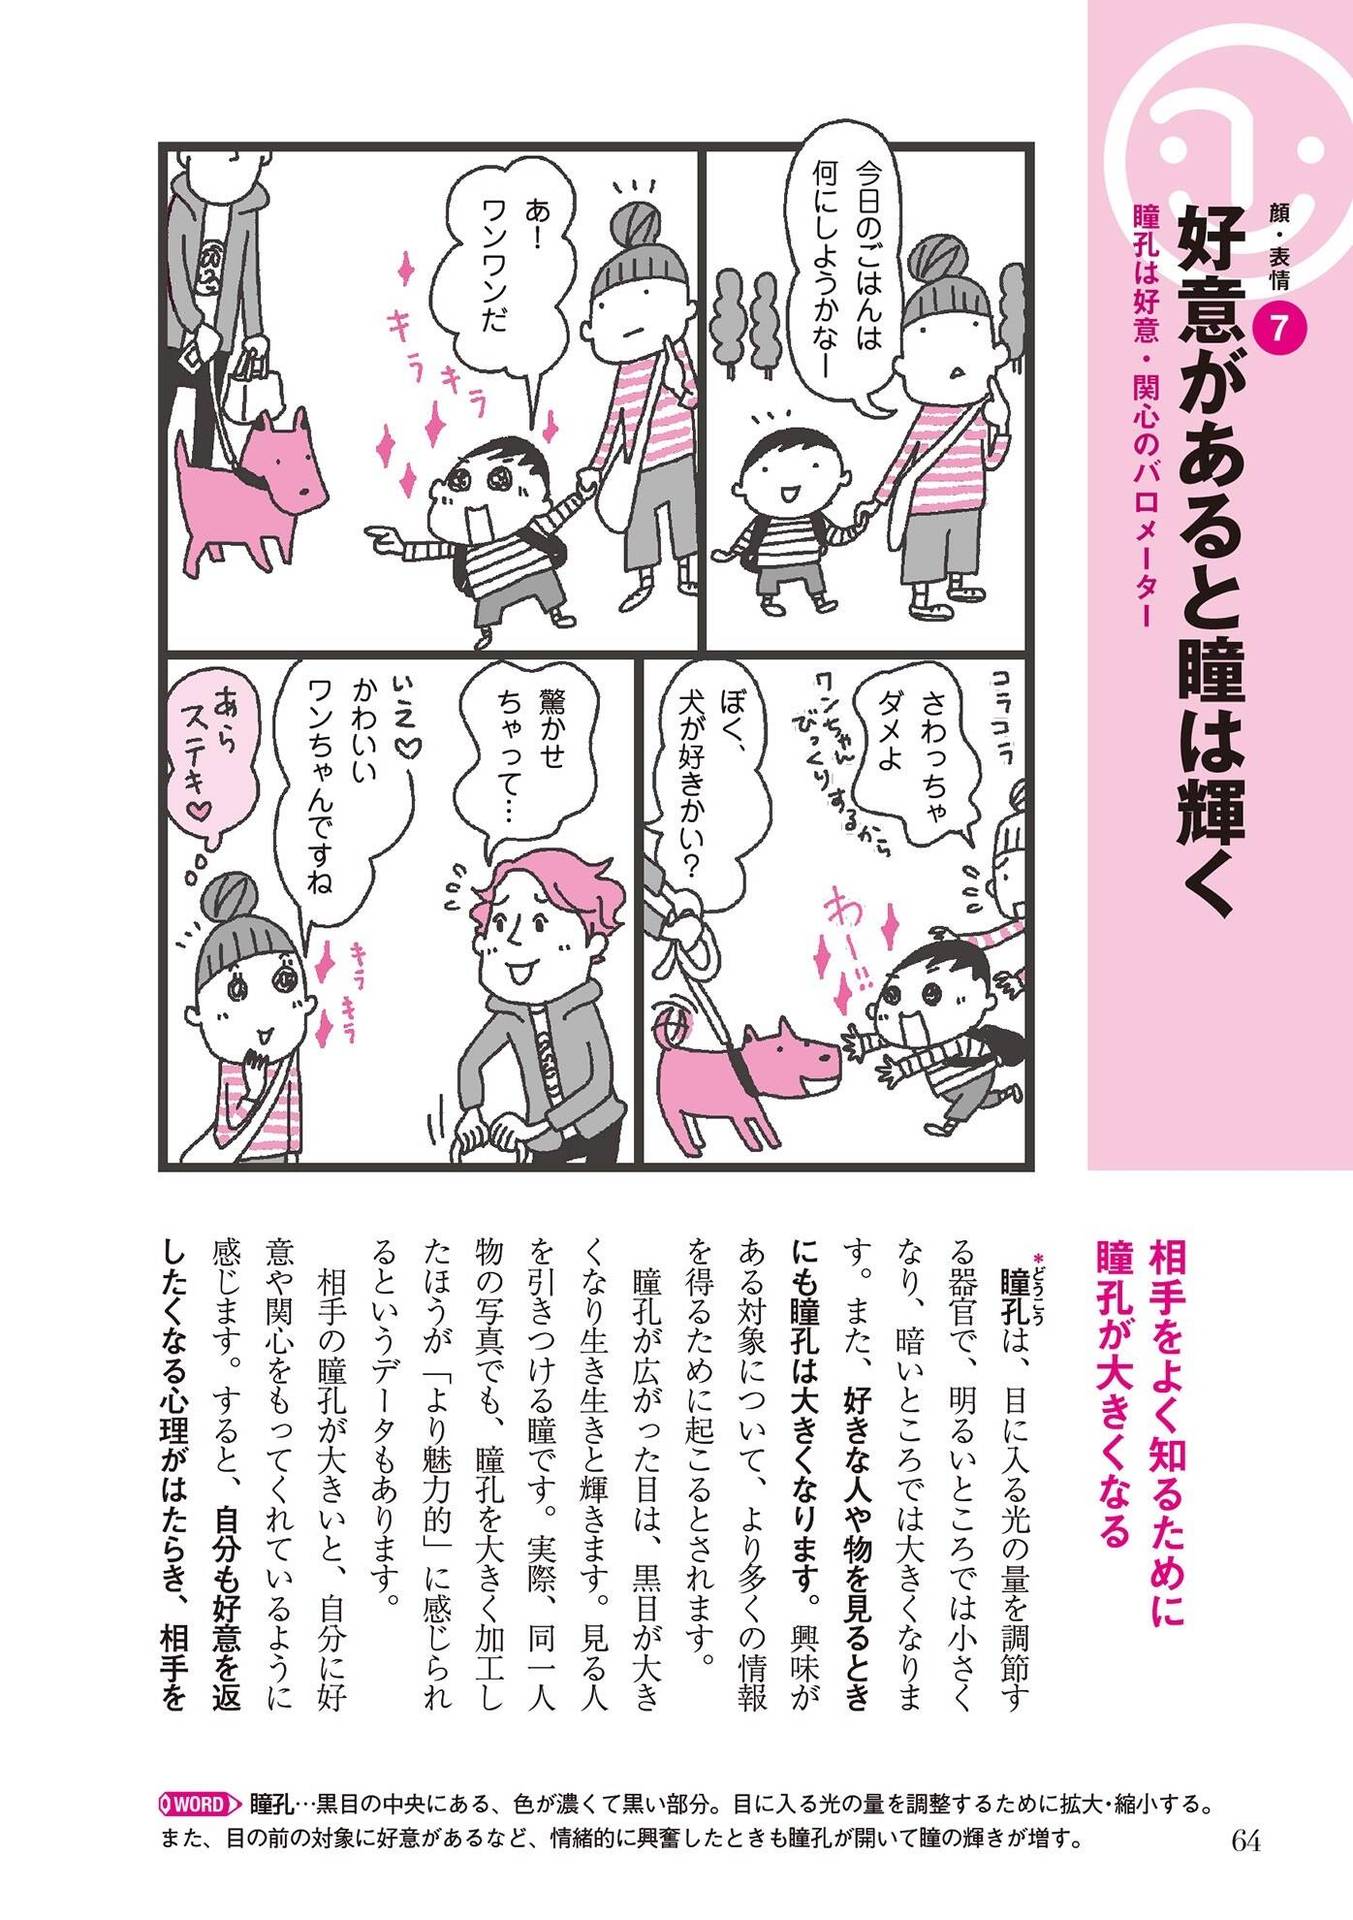 顔・表情
7
好意があると瞳は輝く
瞳孔は好意・関心のバロメーター
今日のごはんは
何にしようかなー
あ！
ワンワンだ
キラキラ
コラコラ
さわっちゃ
ダメよ
ワンちゃん
びっくりするから
わーい!!
ぼく、
犬が好きかい？
驚かせ
ちゃって…
いえ♡
かわいい
ワンちゃんですね
キラキラ
あら
ステキ♡
相手をよく知るために
瞳孔が大きくなる
*どうこう
瞳孔は、目に入る光の量を調節す
る器官で、明るいところでは小さく
なり、暗いところでは大きくなりま
す。また、好きな人や物を見るとき
にも瞳孔は大きくなります。興味が
ある対象について、より多くの情報
を得るために起こるとされます。
瞳孔が広がった目は、黒目が大き
くなり生き生きと輝きます。見る人
を引きつける瞳です。実際、同一人
物の写真でも、瞳孔を大きく加工し
たほうが「より魅力的」に感じられ
るというデータもあります。
相手の瞳孔が大きいと、自分に好
意や関心をもってくれているように
感じます。すると、自分も好意を返
したくなる心理がはたらき、相手を
WORD 瞳孔…黒目の中央にある、色が濃くて黒い部分。目に入る光の量を調整するために拡大・縮小する。
また、目の前の対象に好意があるなど、情緒的に興奮したときも瞳孔が開いて瞳の輝きが増す。
64